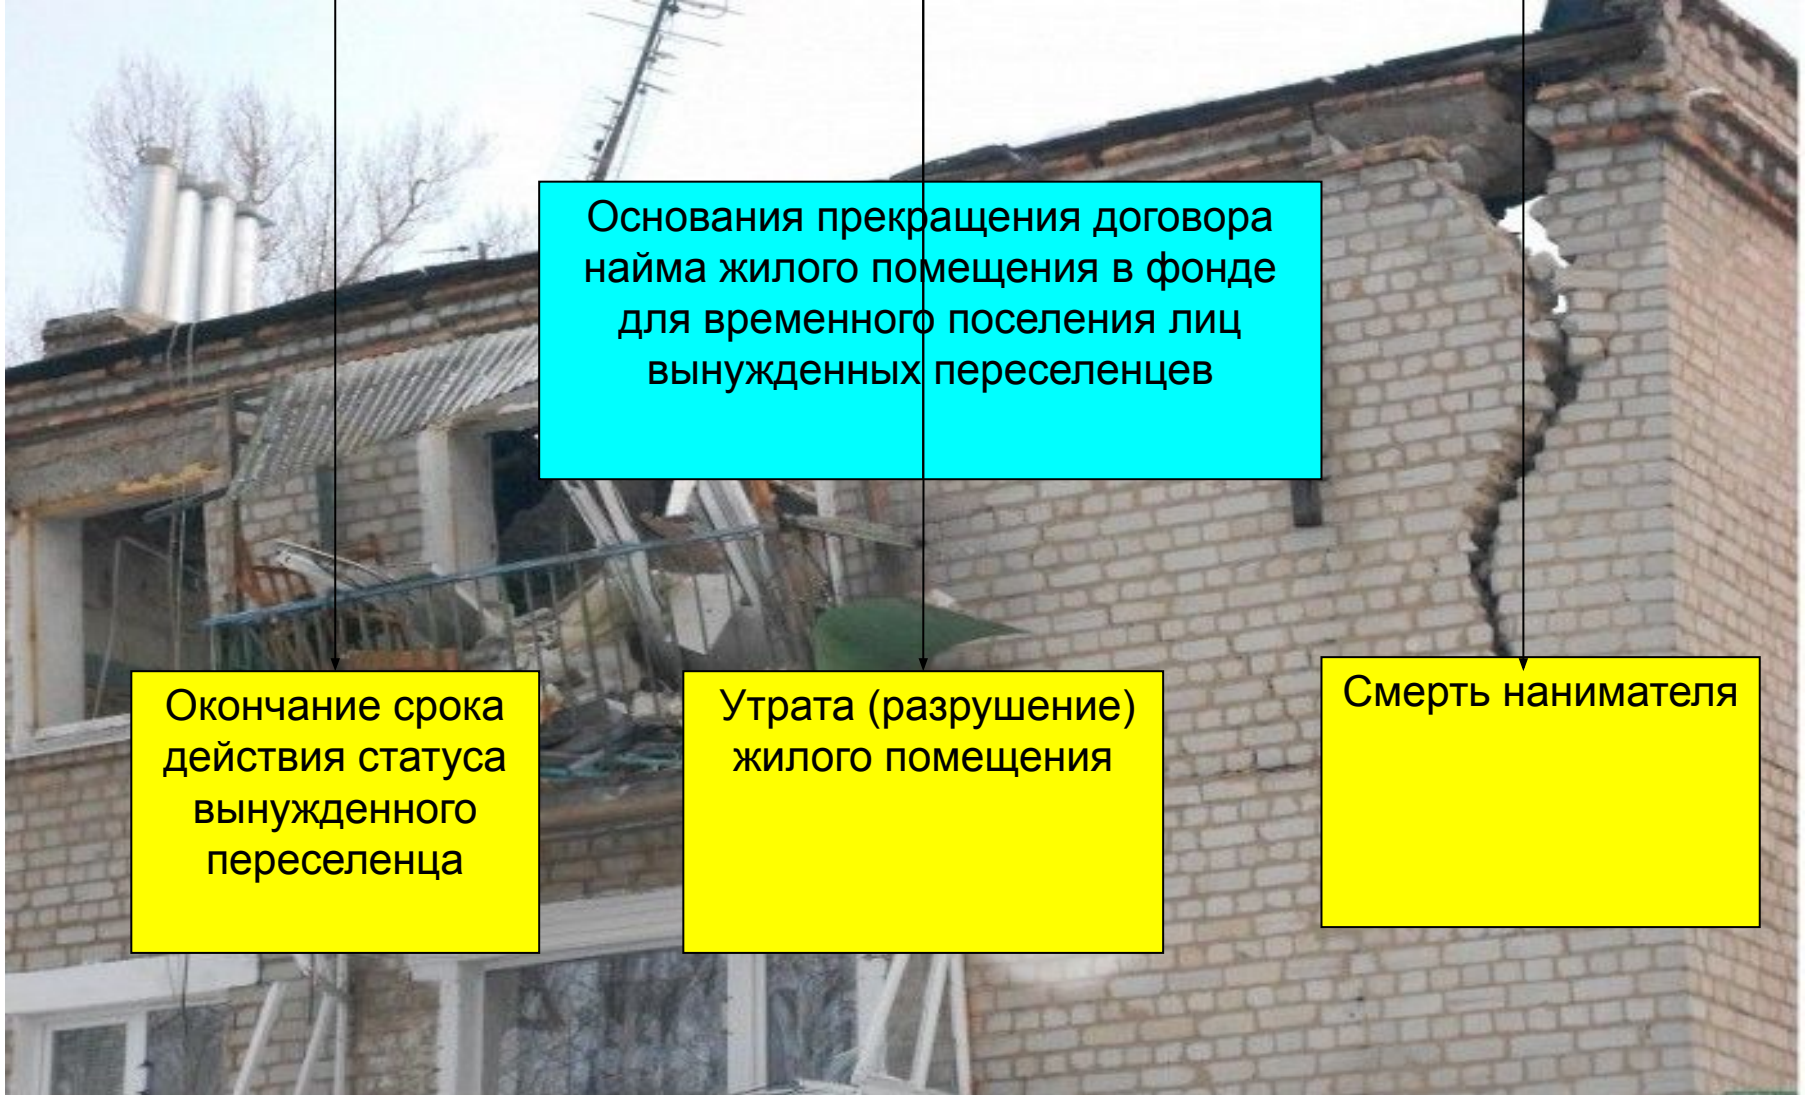 Основания прекращения договора
найма жилого помещения в фонде
для временного поселения лиц
вынужденных переселенцев
Окончание срока
действия статуса
вынужденного
переселенца
Утрата (разрушение)
жилого помещения
Смерть нанимателя